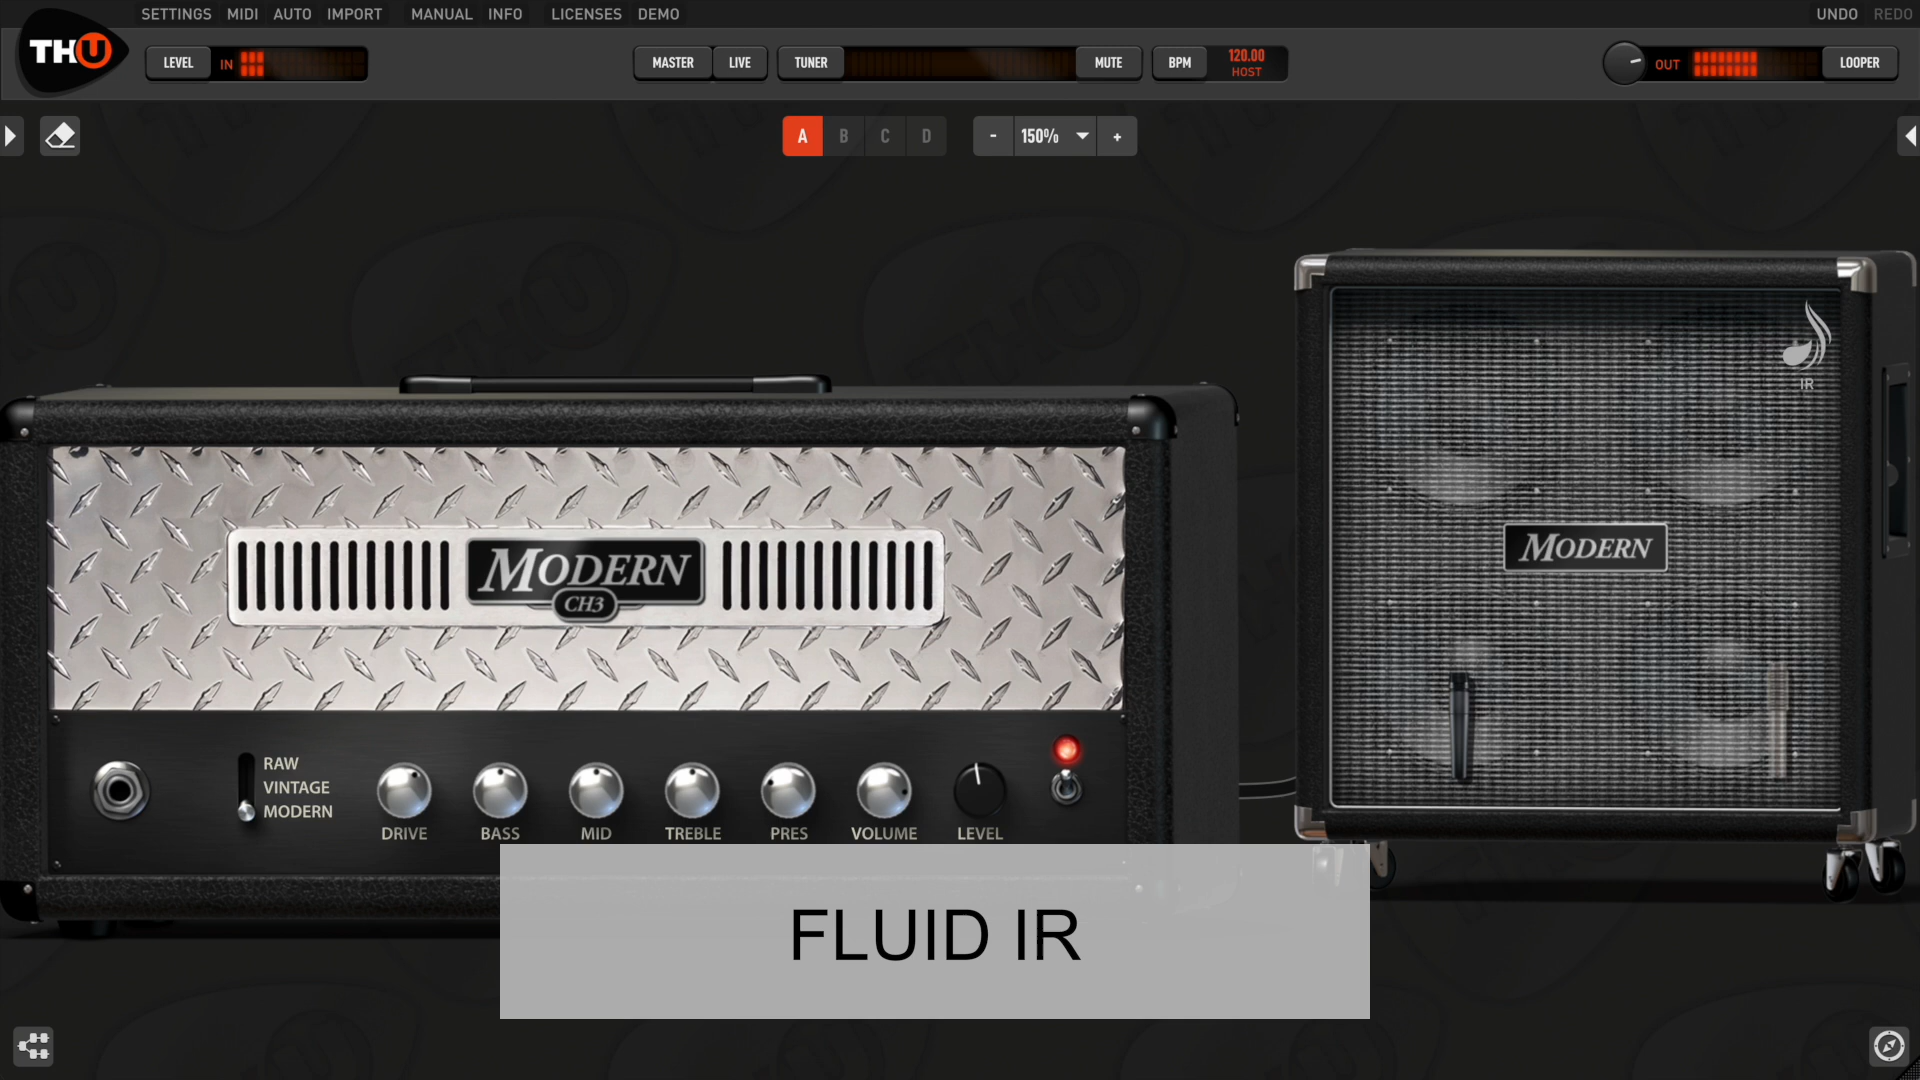 SETTINGS MIDI AUTO IMPORT MANUAL INFO LICENSES DEMO UNDO REDO
THU LEVEL IN MASTER LIVE TUNER MUTE BPM 120.00 HOST OUT LOOPER
A B C D - 150% +
IR
MODERN
MODERN
CH3
RAW
VINTAGE
MODERN
DRIVE BASS MID TREBLE PRES VOLUME LEVEL
FLUID IR